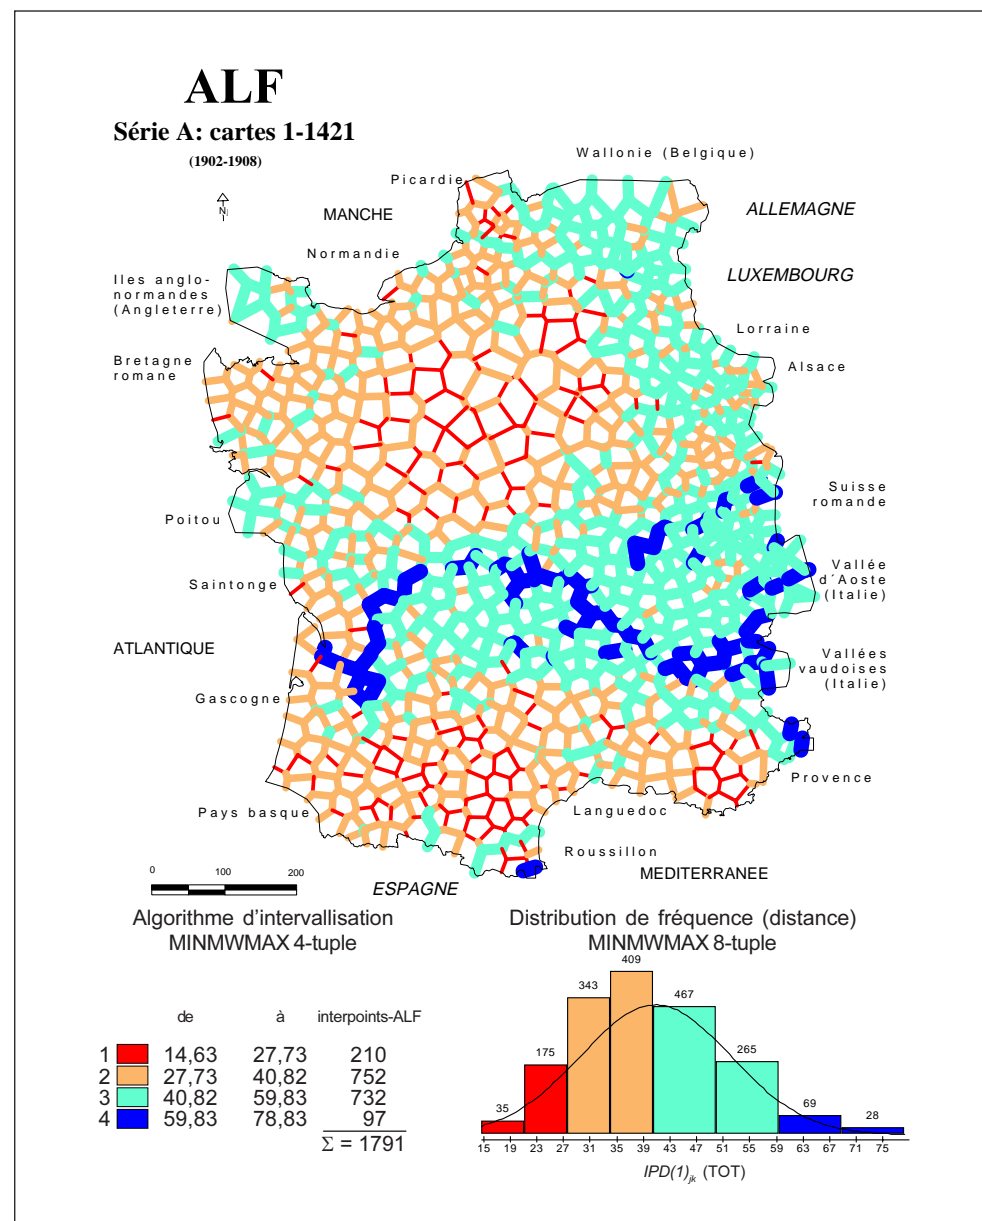 ALF
Série A: cartes 1-1421
(1902-1908)
N
Wallonie (Belgique)
Picardie
MANCHE
ALLEMAGNE
Normandie
LUXEMBOURG
Iles anglo-
normandes
(Angleterre)
Lorraine
Bretagne
romane
Alsace
Suisse
romande
Poitou
Vallée
d´Aoste
(Italie)
Saintonge
ATLANTIQUE
Vallées
vaudoises
(Italie)
Gascogne
Provence
Pays basque
Languedoc
Roussillon
MEDITERRANEE
ESPAGNE
0 100 200
Algorithme d'intervallisation
MINMWMAX 4-tuple
de à interpoints-ALF
1 14,63 27,73 210
2 27,73 40,82 752
3 40,82 59,83 732
4 59,83 78,83 97
Σ = 1791
Distribution de fréquence (distance)
MINMWMAX 8-tuple
35 175 343 409 467 265 69 28
15 19 23 27 31 35 39 43 47 51 55 59 63 67 71 75
IPD(1)jk (TOT)